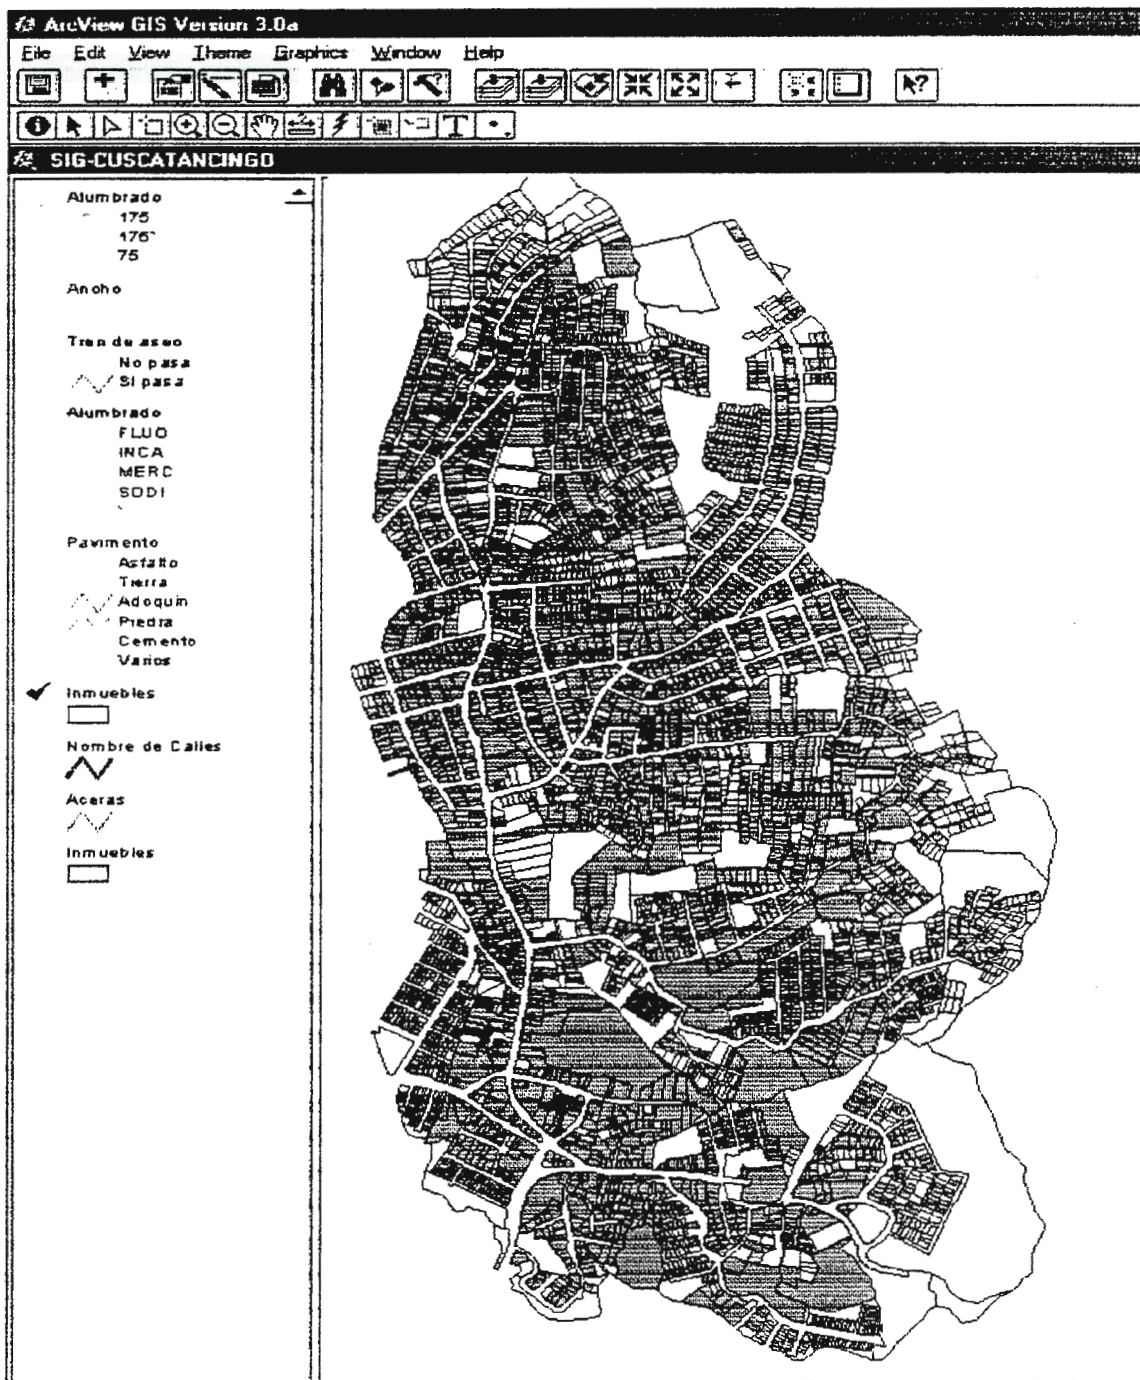 ArcView GIS Version 3.0a
File Edit View Theme Graphics Window Help
SIG-CUSCATANCINGO
Alumbrado
175
175`
75
Ancho
Tren de aseo
No pasa
Si pasa
Alumbrado
FLUO
INCA
MERC
SODI
Pavimento
Asfalto
Tierra
Adoquin
Piedra
Cemento
Varios
Inmuebles
Nombre de Calles
Aceras
Inmuebles